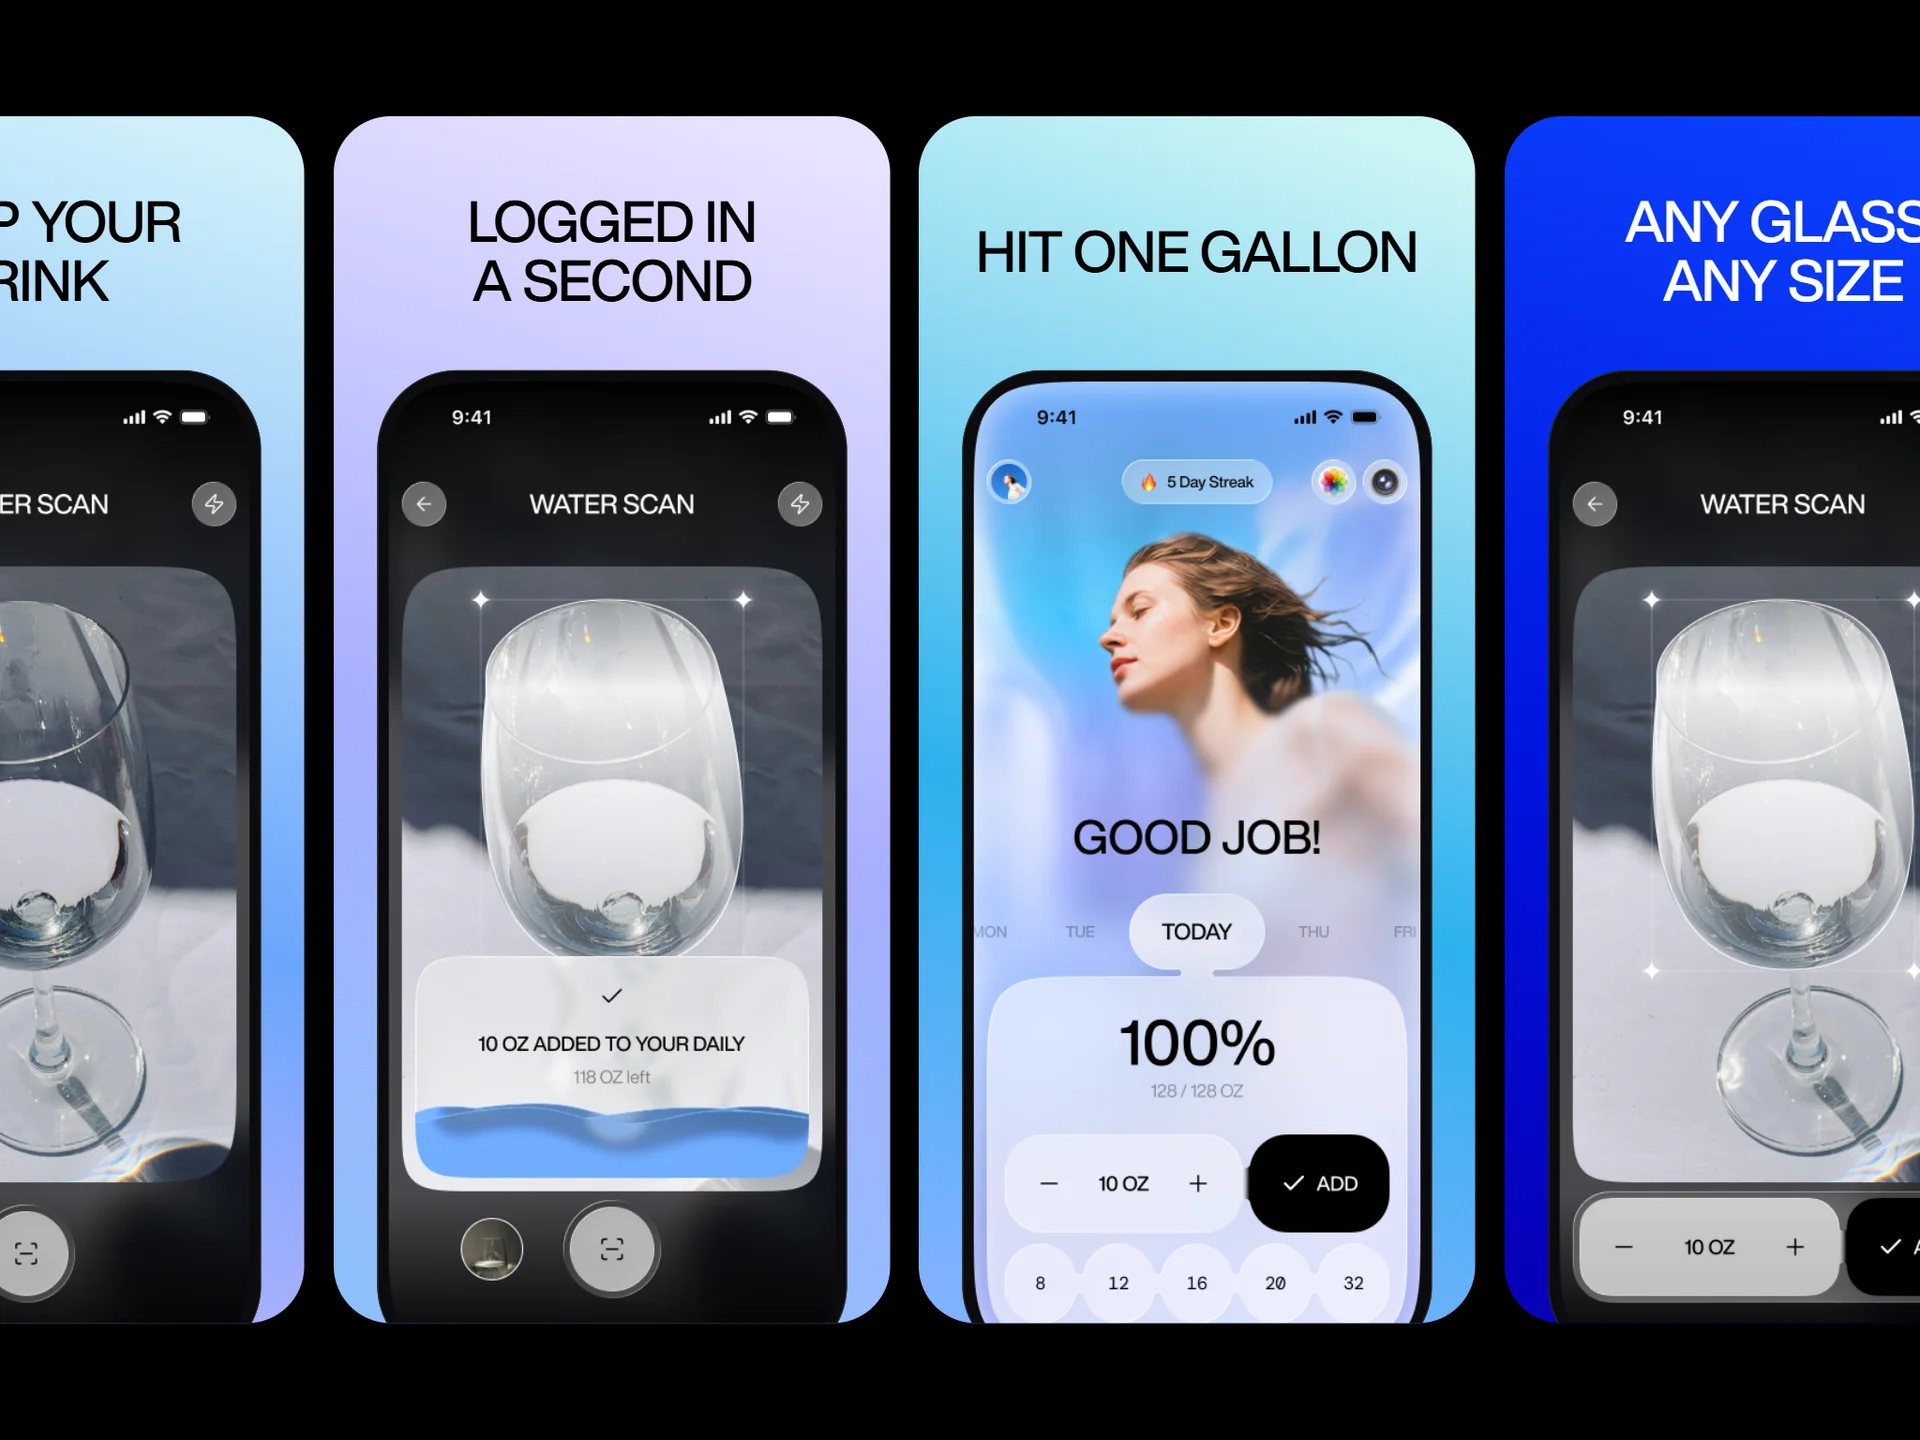 P YOUR
RINK
ER SCAN
LOGGED IN
A SECOND
9:41
WATER SCAN
10 OZ ADDED TO YOUR DAILY
118 OZ left
HIT ONE GALLON
9:41
5 Day Streak
GOOD JOB!
MON TUE TODAY THU FRI
100%
128 / 128 OZ
10 OZ
ADD
8 12 16 20 32
ANY GLASS
ANY SIZE
9:41
WATER SCAN
10 OZ
A